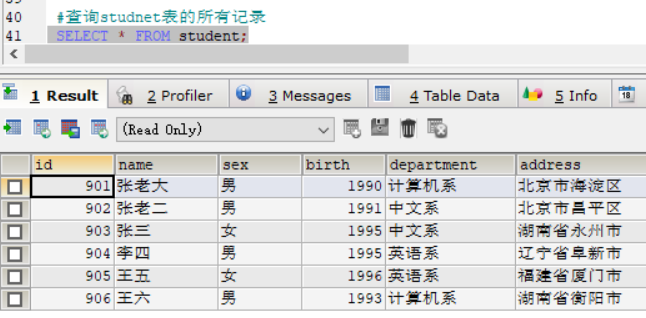 40 #查询studnet表的所有记录
41 SELECT * FROM student;
1 Result 2 Profiler 3 Messages 4 Table Data 5 Info 18
(Read Only)
id name sex birth department address
901 张老大 男 1990 计算机系 北京市海淀区
902 张老二 男 1991 中文系 北京市昌平区
903 张三 女 1995 中文系 湖南省永州市
904 李四 男 1995 英语系 辽宁省阜新市
905 王五 女 1996 英语系 福建省厦门市
906 王六 男 1993 计算机系 湖南省衡阳市